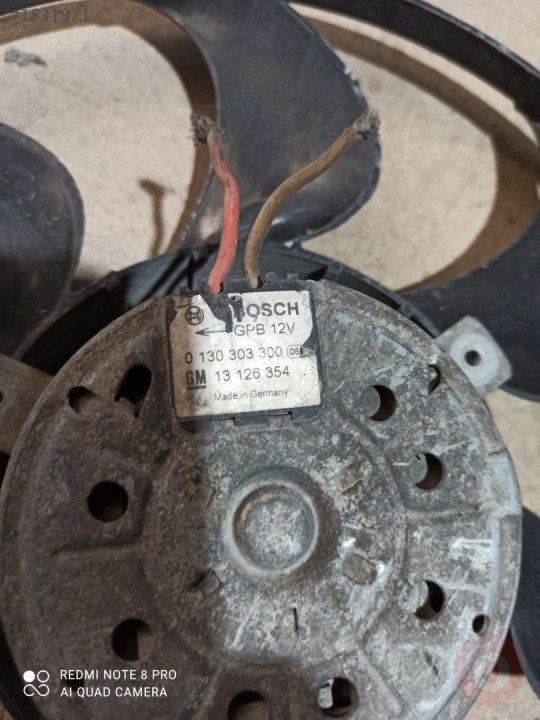 #1831971
BOSCH
GPB 12V
0 130 303 300 08
GM 13 126 354
Made in Germany
REDMI NOTE 8 PRO
AI QUAD CAMERA